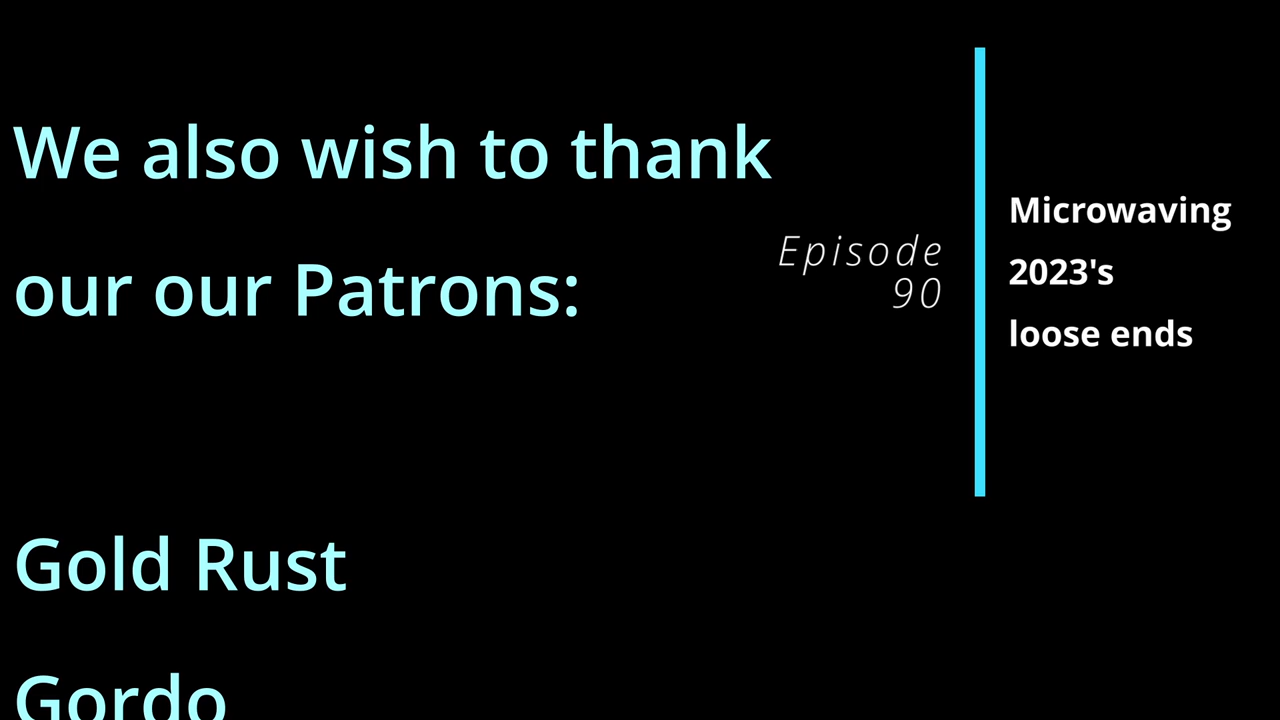 We also wish to thank
our our Patrons:
Gold Rust
Gordo
Episode
90
Microwaving
2023's
loose ends